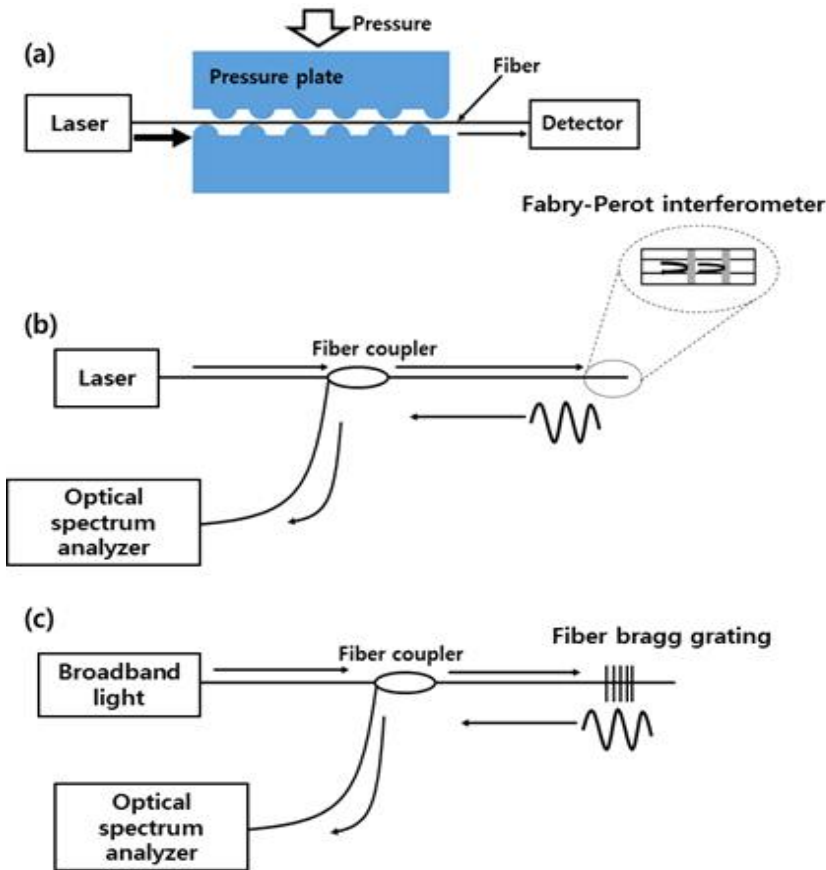 Pressure
(a)
Pressure plate
Fiber
Laser
Detector
Fabry-Perot interferometer
(b)
Fiber coupler
Laser
Optical
spectrum
analyzer
(c)
Fiber bragg grating
Fiber coupler
Broadband
light
Optical
spectrum
analyzer